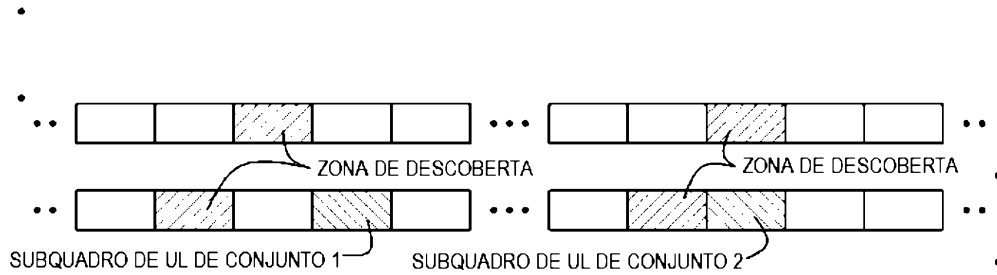 ZONA DE DESCOBERTA
ZONA DE DESCOBERTA
SUBQUADRO DE UL DE CONJUNTO 1
SUBQUADRO DE UL DE CONJUNTO 2